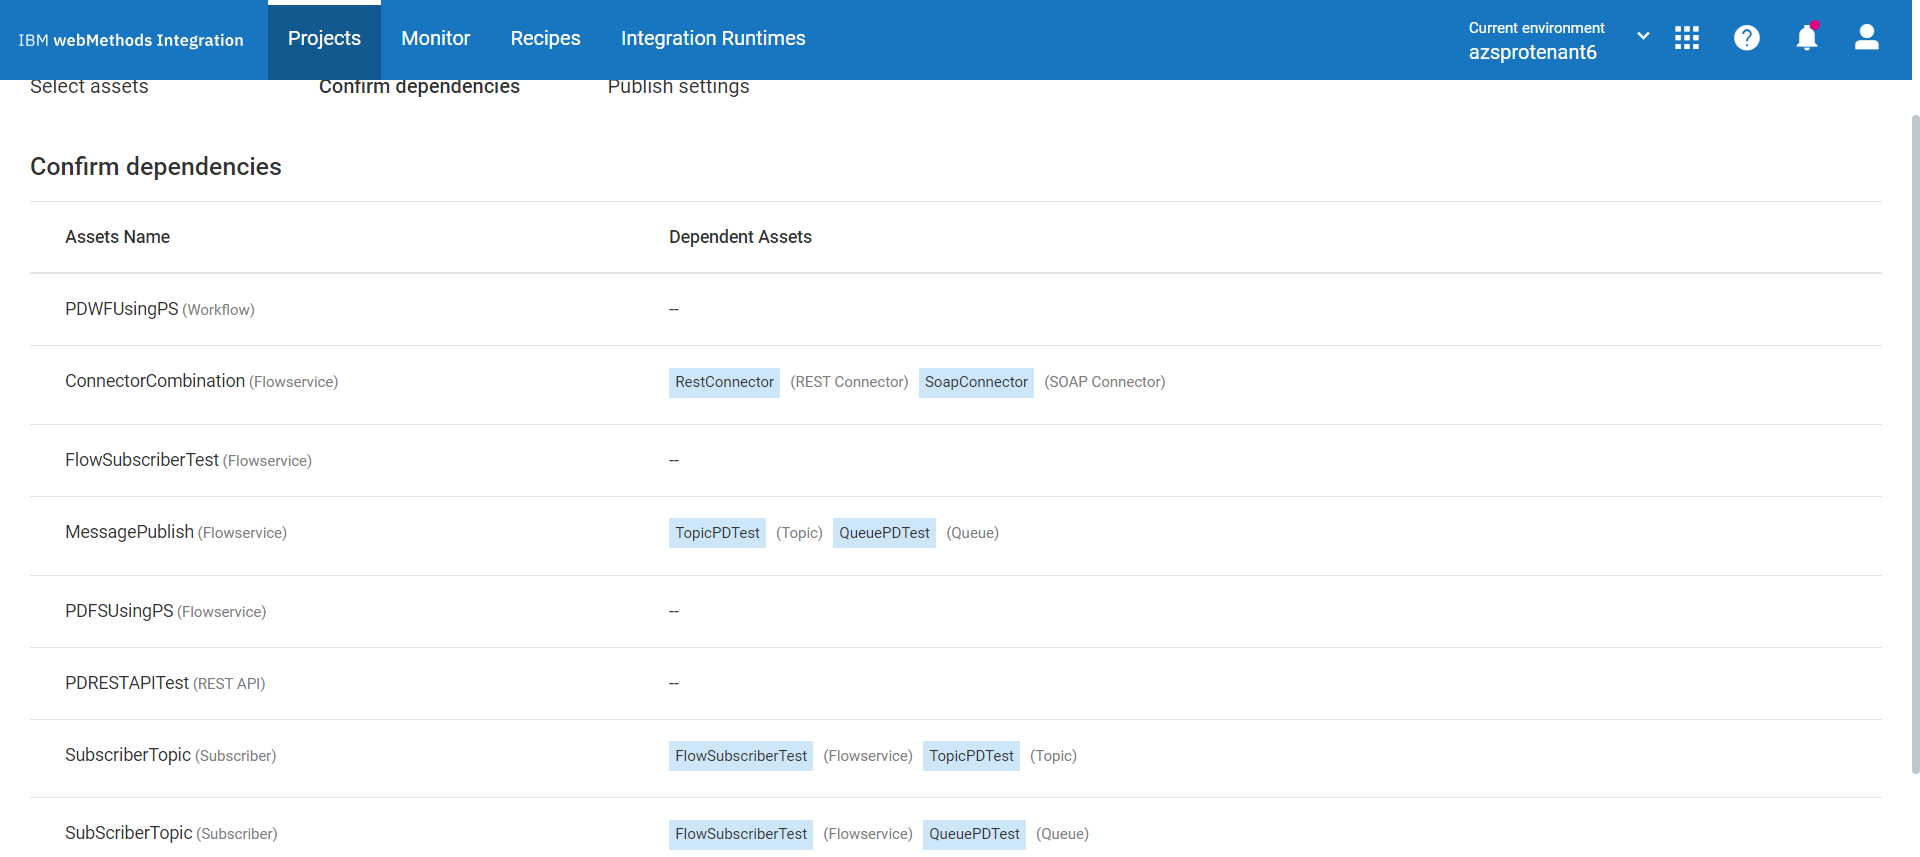 IBM webMethods Integration Projects Monitor Recipes Integration Runtimes Current environment
azsprotenant6
Select assets Confirm dependencies Publish settings
Confirm dependencies
Assets Name Dependent Assets
PDWFUsingPS (Workflow) --
ConnectorCombination (Flowservice) RestConnector (REST Connector) SoapConnector (SOAP Connector)
FlowSubscriberTest (Flowservice) --
MessagePublish (Flowservice) TopicPDTest (Topic) QueuePDTest (Queue)
PDFSUsingPS (Flowservice) --
PDRESTAPITest (REST API) --
SubscriberTopic (Subscriber) FlowSubscriberTest (Flowservice) TopicPDTest (Topic)
SubScriberTopic (Subscriber) FlowSubscriberTest (Flowservice) QueuePDTest (Queue)